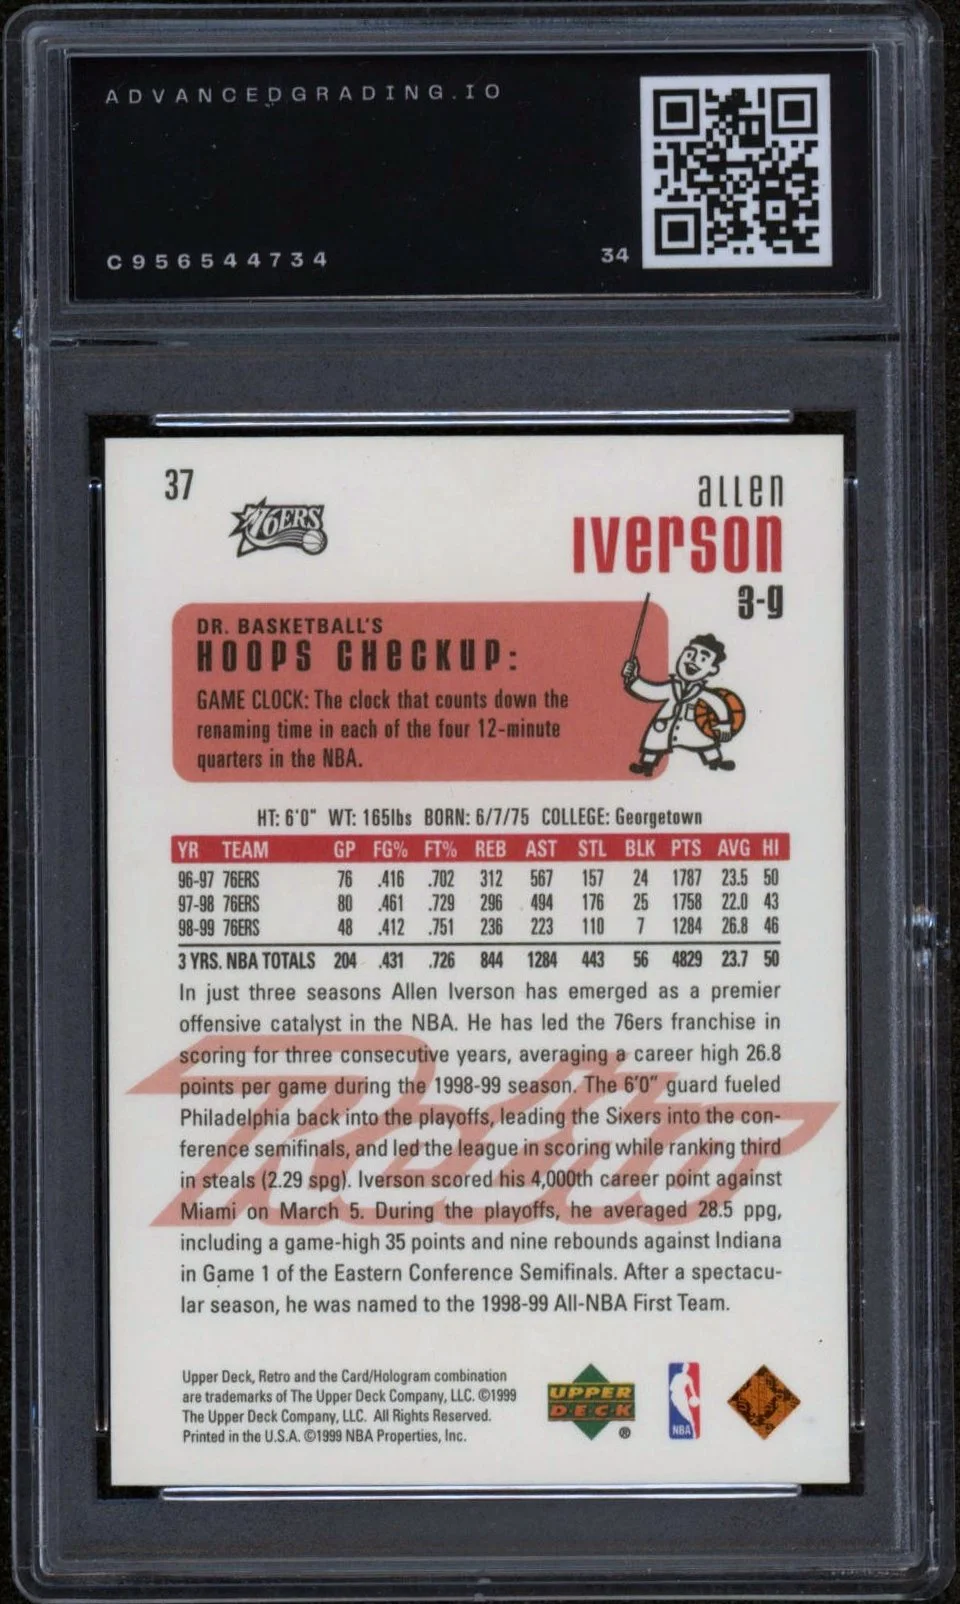 ADVANCEDGRADING.IO
C956544734
34
37
76ERS
allen
Iverson
3-g
DR. BASKETBALL'S
HOOPS CHECKUP:
GAME CLOCK: The clock that counts down the
renaming time in each of the four 12-minute
quarters in the NBA.
HT: 6'0" WT: 165lbs BORN: 6/7/75 COLLEGE: Georgetown
YR TEAM GP FG% FT% REB AST STL BLK PTS AVG HI
96-97 76ERS 76 .416 .702 312 567 157 24 1787 23.5 50
97-98 76ERS 80 .461 .729 296 494 176 25 1758 22.0 43
98-99 76ERS 48 .412 .751 236 223 110 7 1284 26.8 46
3 YRS. NBA TOTALS 204 .431 .726 844 1284 443 56 4829 23.7 50
In just three seasons Allen Iverson has emerged as a premier
offensive catalyst in the NBA. He has led the 76ers franchise in
scoring for three consecutive years, averaging a career high 26.8
points per game during the 1998-99 season. The 6'0" guard fueled
Philadelphia back into the playoffs, leading the Sixers into the con-
ference semifinals, and led the league in scoring while ranking third
in steals (2.29 spg). Iverson scored his 4,000th career point against
Miami on March 5. During the playoffs, he averaged 28.5 ppg,
including a game-high 35 points and nine rebounds against Indiana
in Game 1 of the Eastern Conference Semifinals. After a spectacu-
lar season, he was named to the 1998-99 All-NBA First Team.
Retro
Upper Deck, Retro and the Card/Hologram combination
are trademarks of The Upper Deck Company, LLC. ©1999
The Upper Deck Company, LLC. All Rights Reserved.
Printed in the U.S.A. ©1999 NBA Properties, Inc.
UPPER
DECK
®
NBA